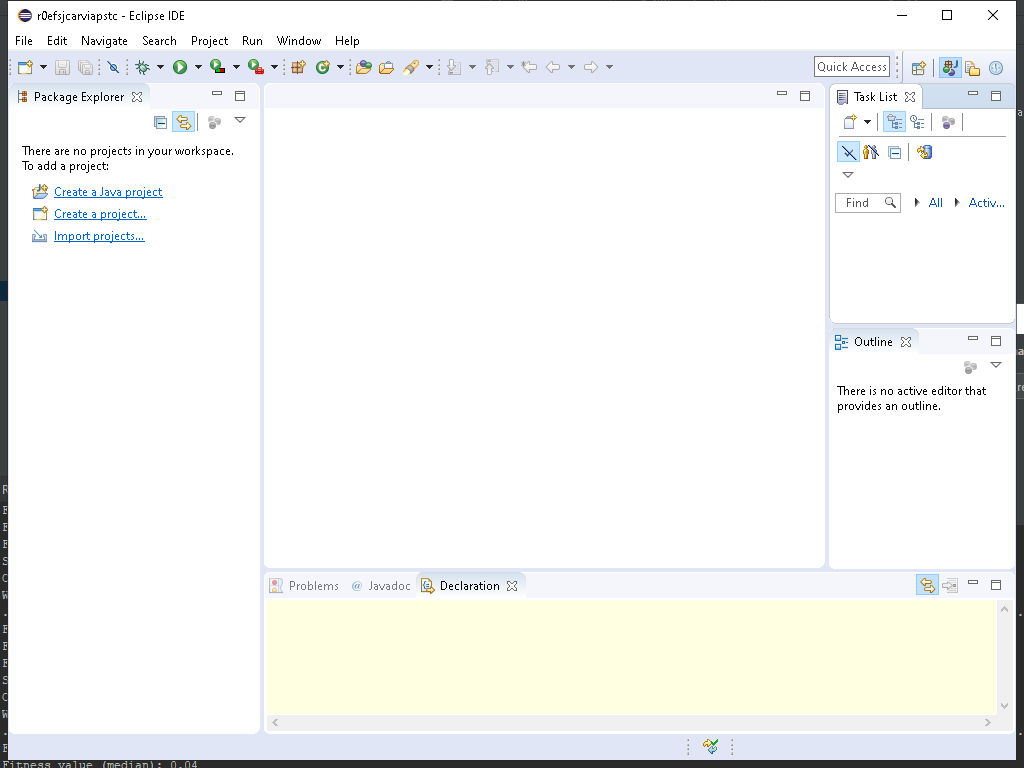 r0efsjcarviapstc - Eclipse IDE
File Edit Navigate Search Project Run Window Help
Quick Access
Package Explorer
There are no projects in your workspace.
To add a project:
Create a Java project
Create a project...
Import projects...
Task List
Find All Activ...
Outline
There is no active editor that
provides an outline.
Problems @ Javadoc Declaration
Fitness value (median): 0.04